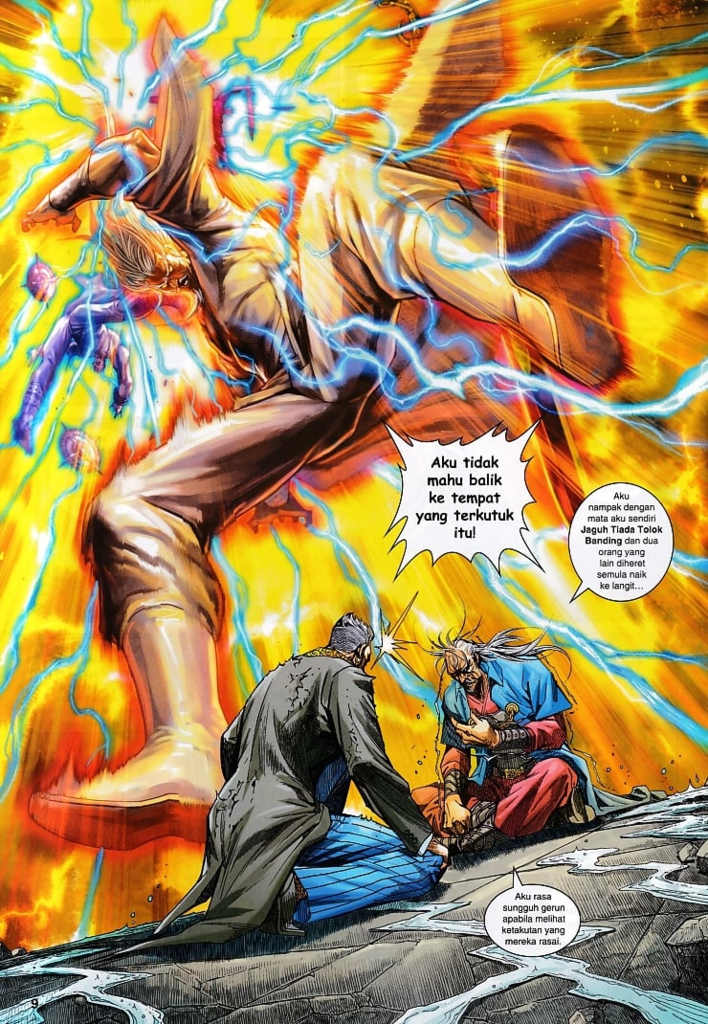 Aku tidak
mahu balik
ke tempat
yang terkutuk
itu!
Aku
nampak dengan
mata aku sendiri
Jaguh Tiada Tolok
Banding dan dua
orang yang
lain diheret
semula naik
ke langit...
Aku rasa
sungguh gerun
apabila melihat
ketakutan yang
mereka rasai.
9